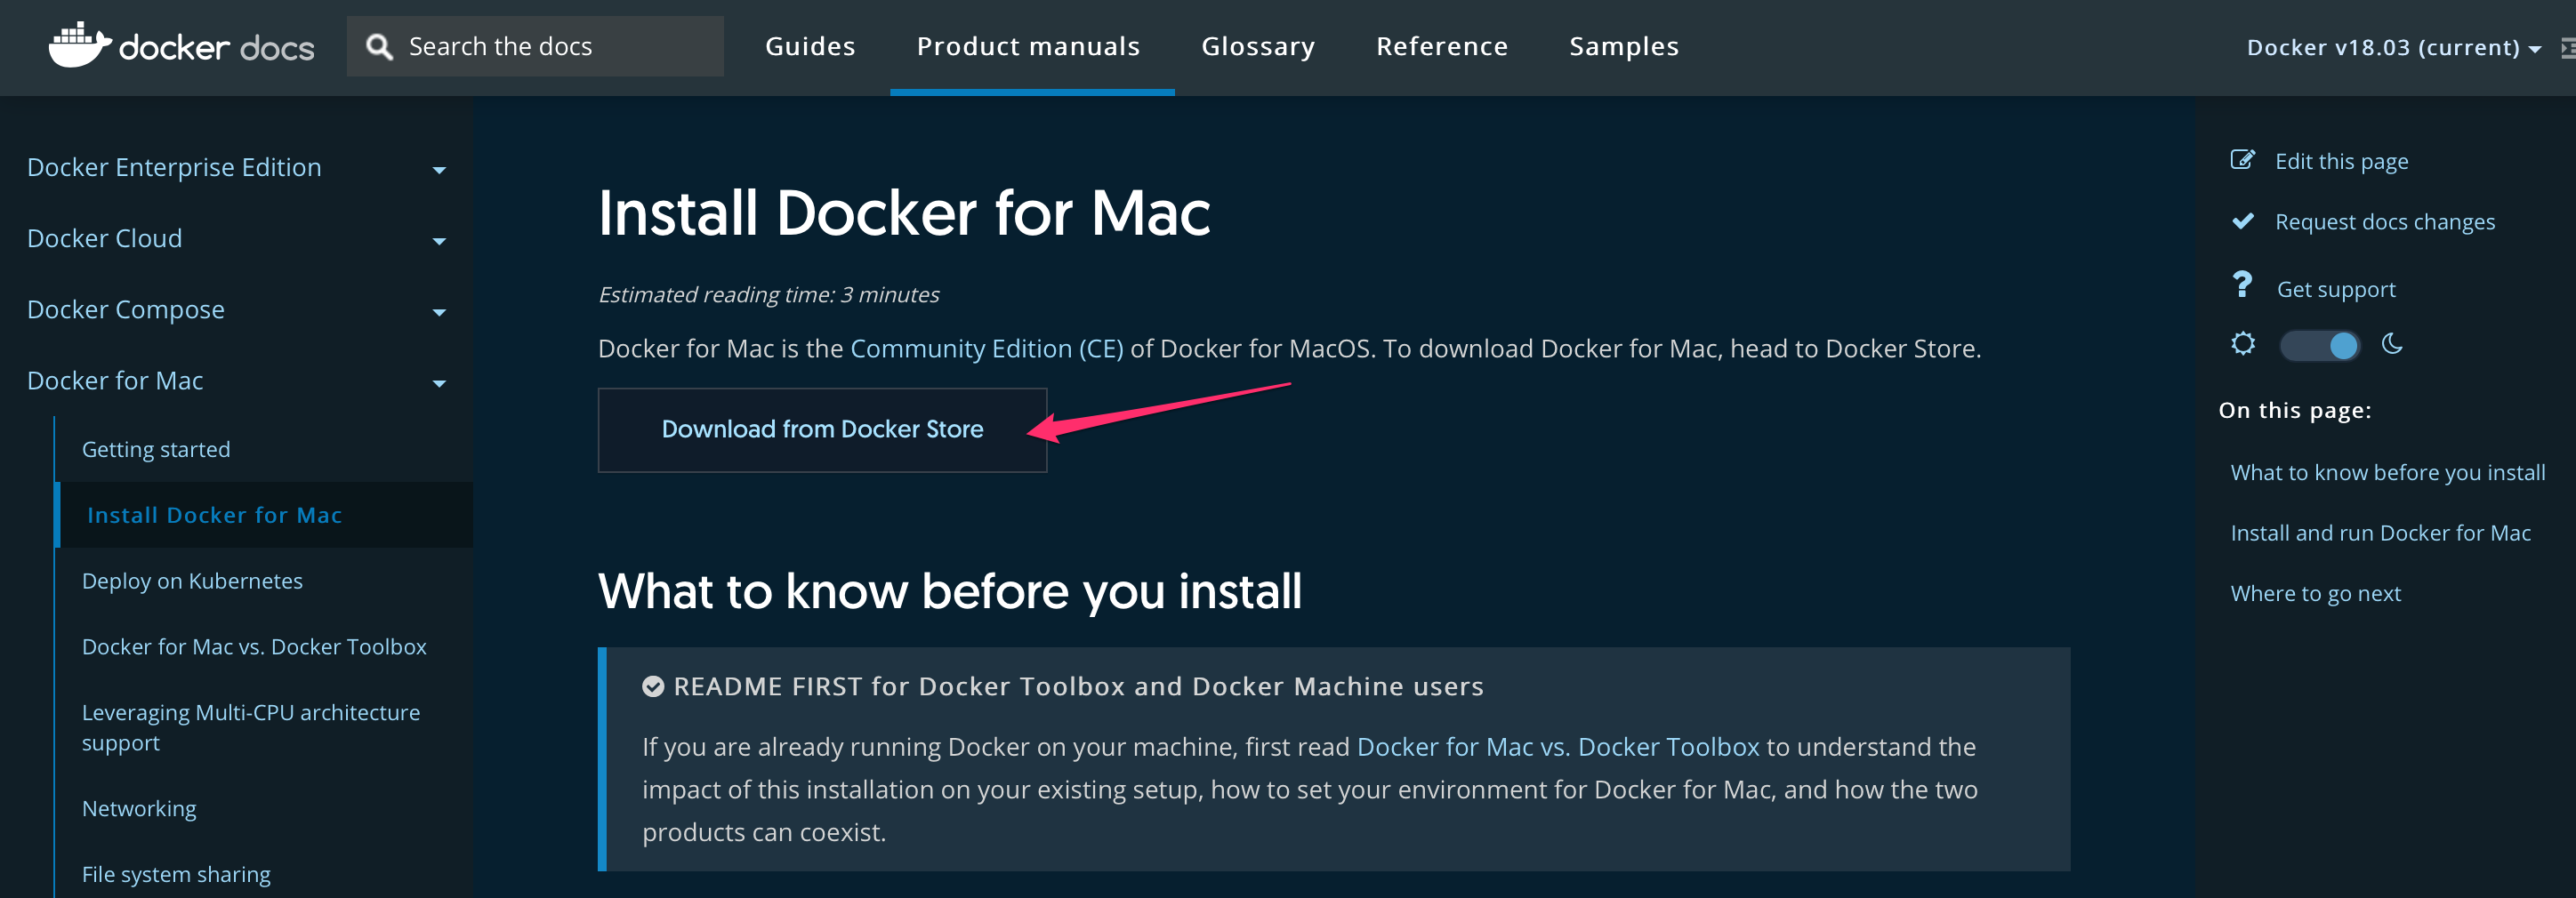 docker docs
Search the docs
Guides
Product manuals
Glossary
Reference
Samples
Docker v18.03 (current)
Docker Enterprise Edition
Docker Cloud
Docker Compose
Docker for Mac
Getting started
Install Docker for Mac
Deploy on Kubernetes
Docker for Mac vs. Docker Toolbox
Leveraging Multi-CPU architecture
support
Networking
File system sharing
Install Docker for Mac
Estimated reading time: 3 minutes
Docker for Mac is the Community Edition (CE) of Docker for MacOS. To download Docker for Mac, head to Docker Store.
Download from Docker Store
What to know before you install
README FIRST for Docker Toolbox and Docker Machine users
If you are already running Docker on your machine, first read Docker for Mac vs. Docker Toolbox to understand the
impact of this installation on your existing setup, how to set your environment for Docker for Mac, and how the two
products can coexist.
Edit this page
Request docs changes
Get support
On this page:
What to know before you install
Install and run Docker for Mac
Where to go next